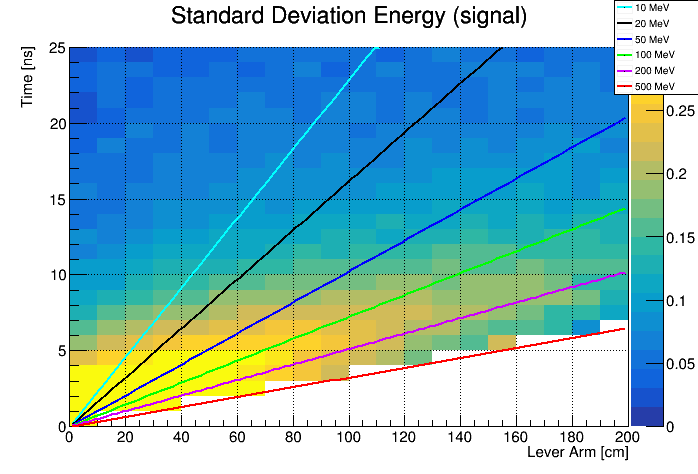 Standard Deviation Energy (signal)
10 MeV
20 MeV
50 MeV
100 MeV
200 MeV
500 MeV
Time [ns]
25
20
15
10
5
0
0 20 40 60 80 100 120 140 160 180 200
Lever Arm [cm]
0.25
0.2
0.15
0.1
0.05
0